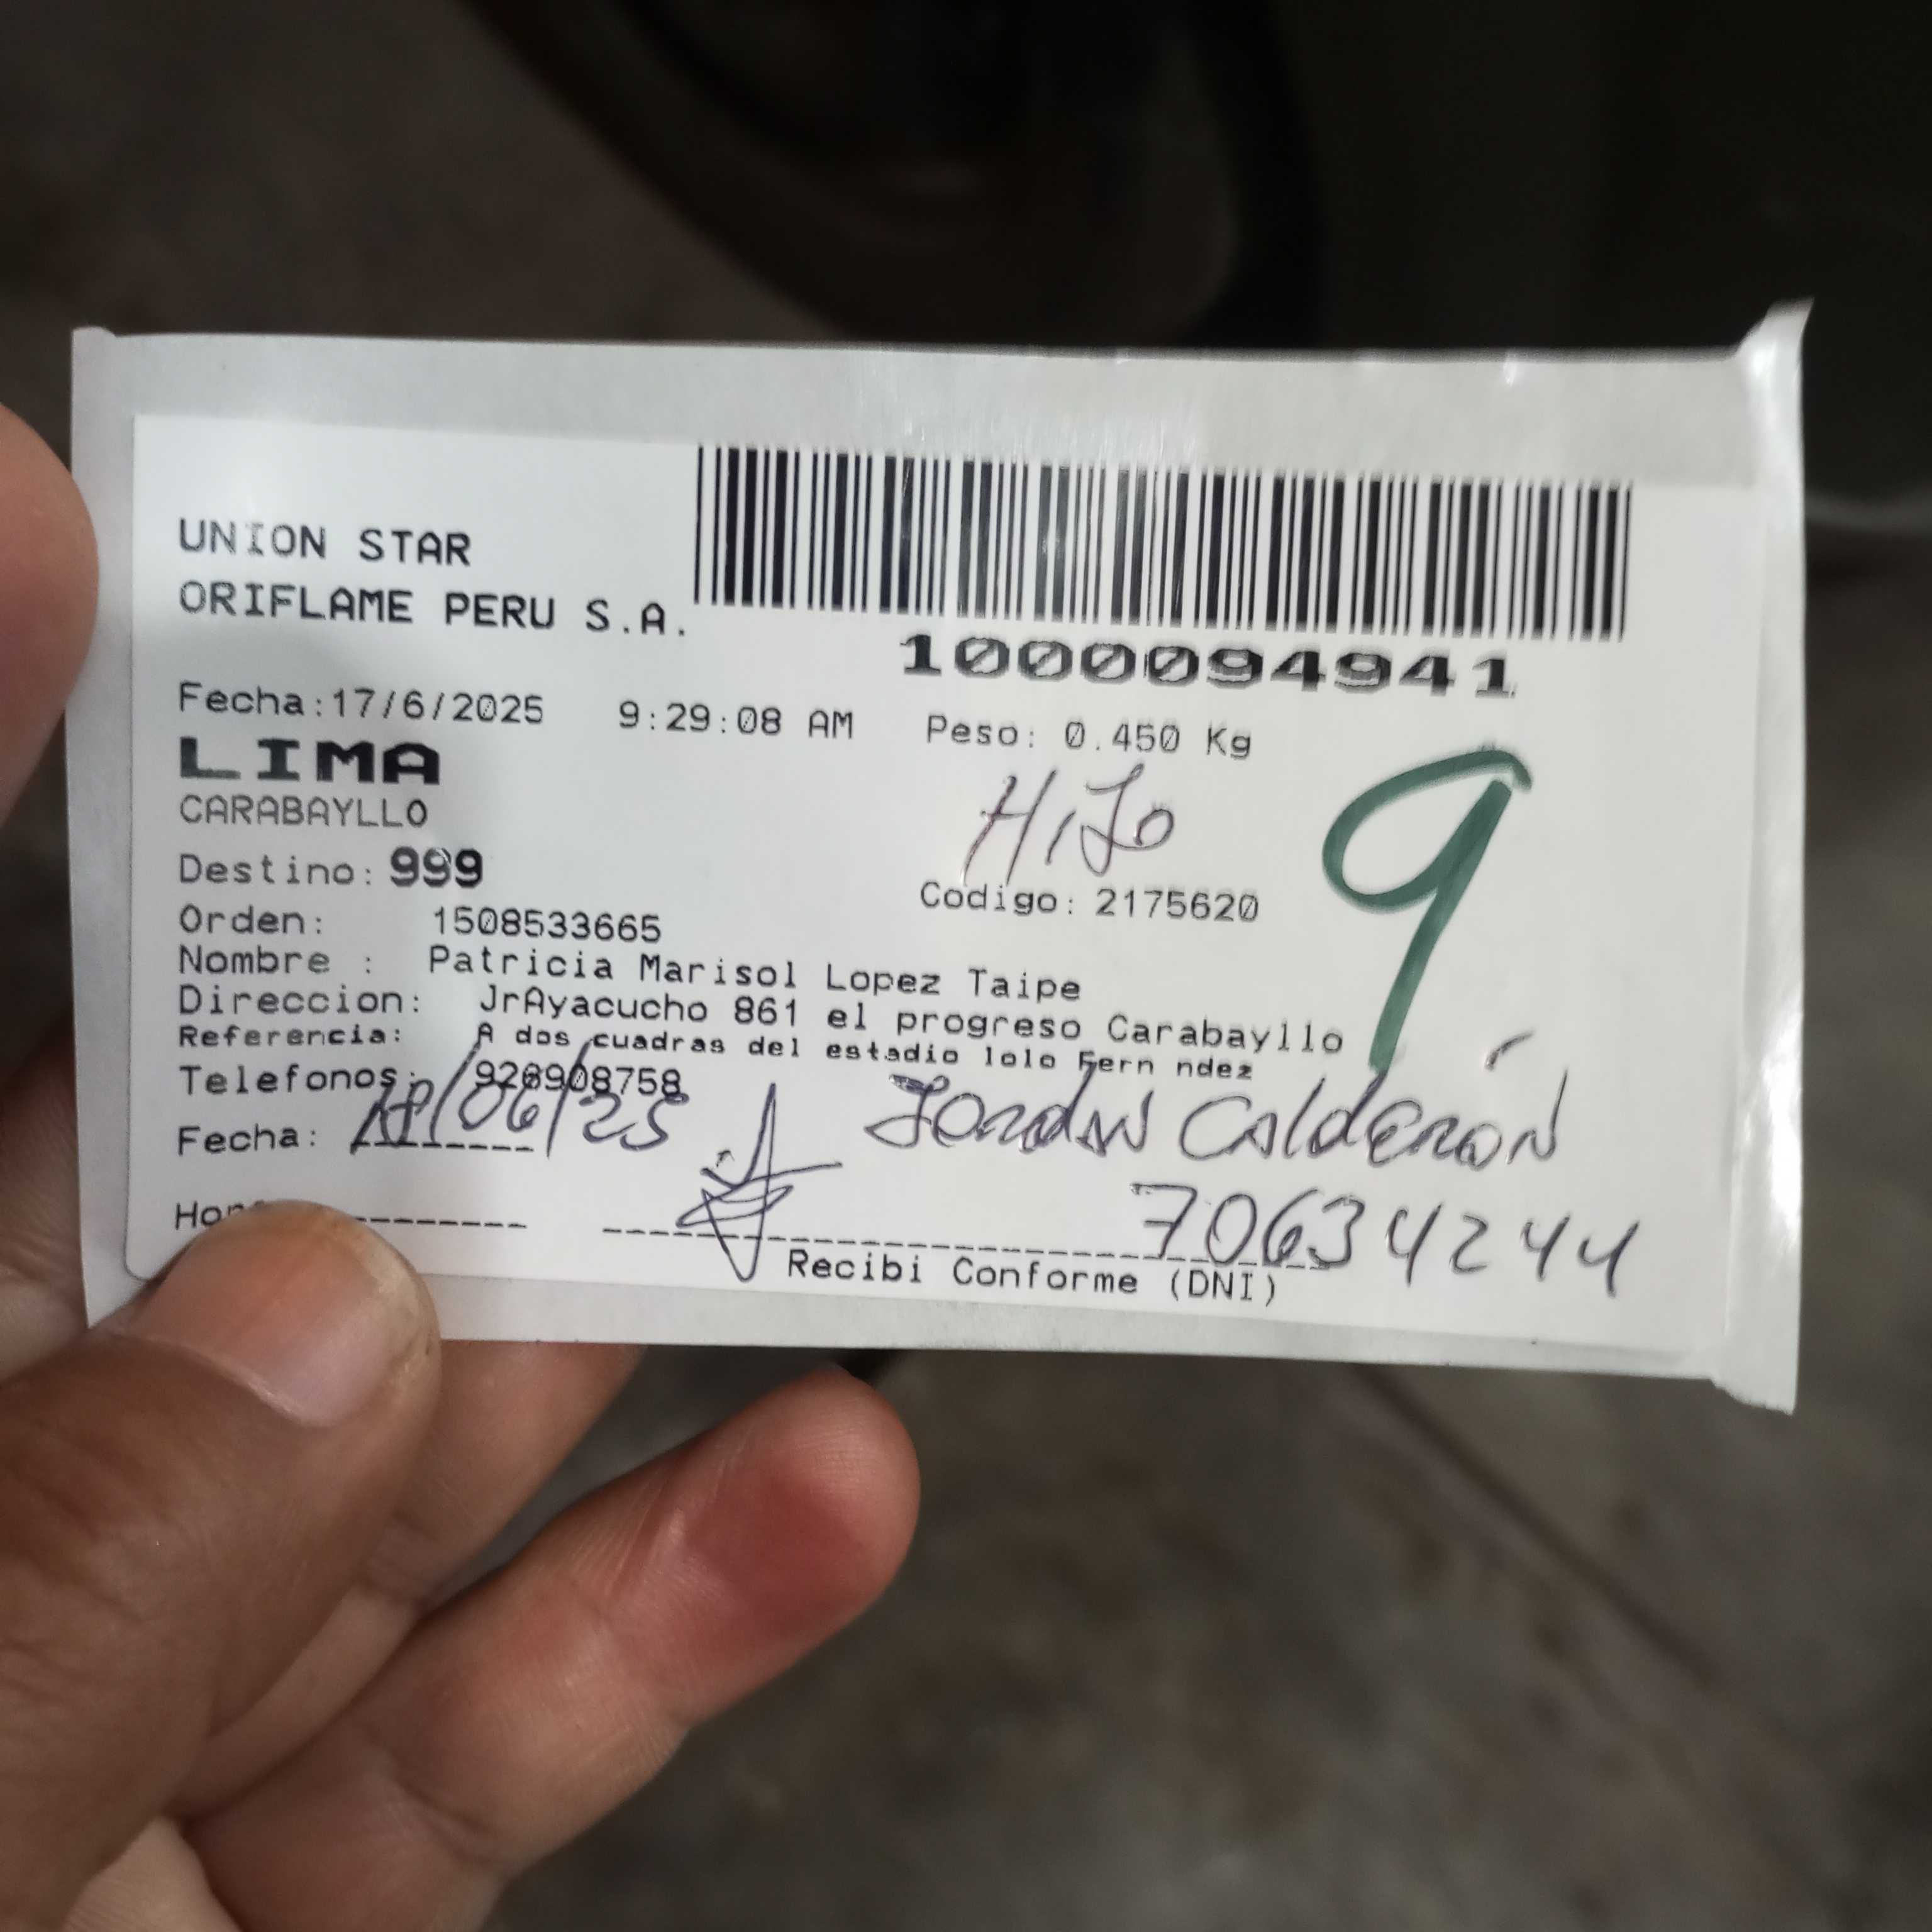 UNION STAR
ORIFLAME PERU S.A.
1000094941
Fecha:17/6/2025 9:29:08 AM Peso: 0.450 Kg
LIMA
CARABAYLLO
HiJo
9
Destino: 999
Codigo: 2175620
Orden: 1508533665
Nombre : Patricia Marisol Lopez Taipe
Direccion: JrAyacucho 861 el progreso Carabayllo
Referencia: A dos cuadras del estadio lolo Fern ndez
Telefonos: 926908758
Fecha: /06/25
Jordan Calderón
70634244
Recibi Conforme (DNI)